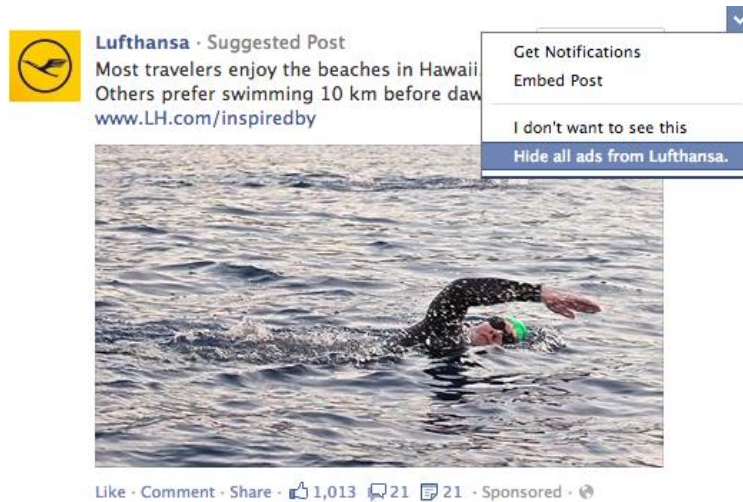 Lufthansa · Suggested Post
Most travelers enjoy the beaches in Hawaii.
Others prefer swimming 10 km before
www.LH.com/inspiredby
Get Notifications
Embed Post
I don't want to see this
Hide all ads from Lufthansa.
Like · Comment · Share · 1,013 21 21 · Sponsored ·